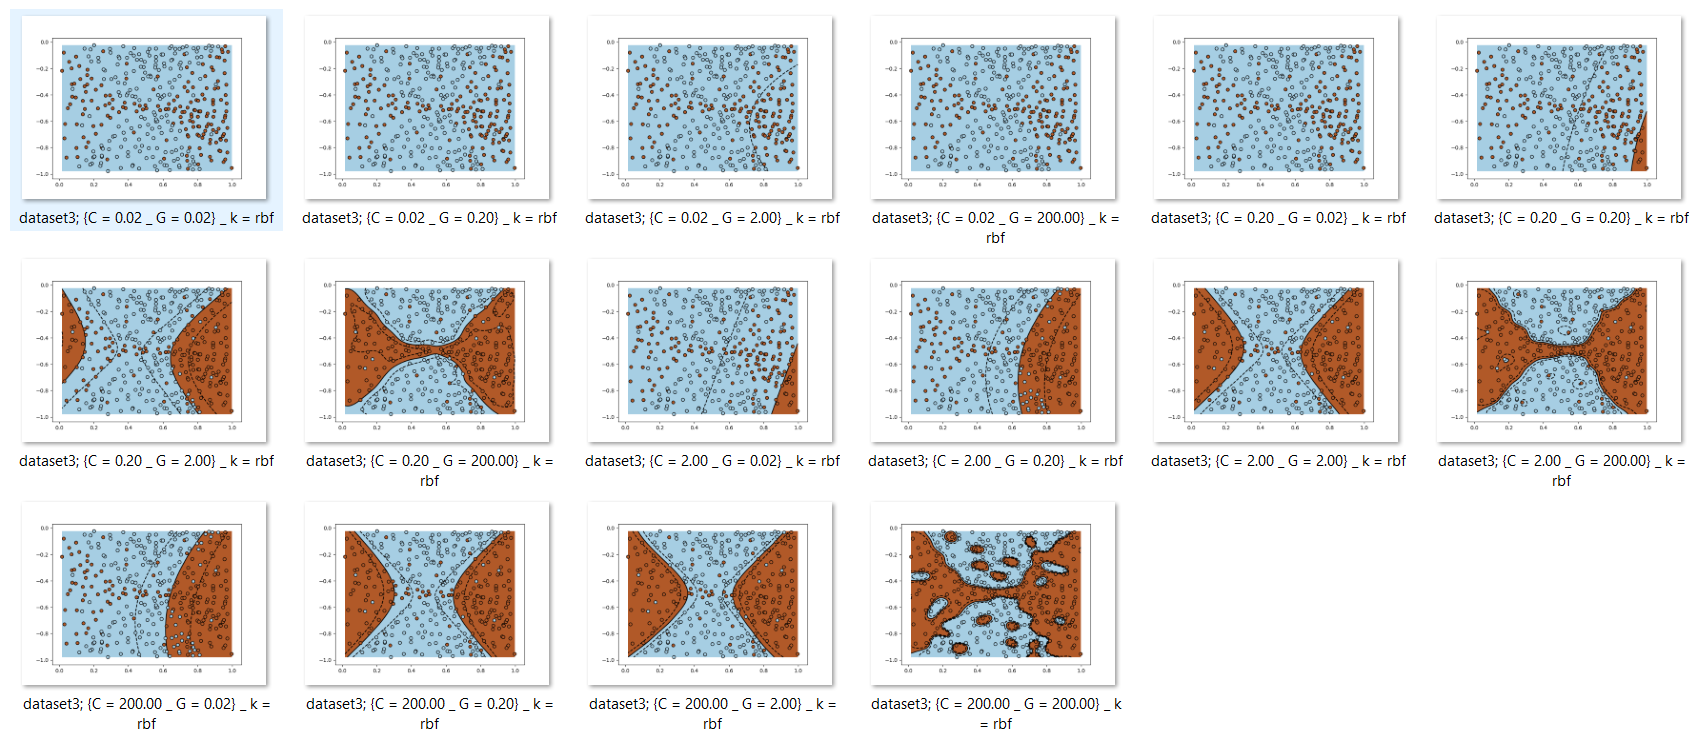 dataset3; {C = 0.02 _ G = 0.02} _ k = rbf
dataset3; {C = 0.02 _ G = 0.20} _ k = rbf
dataset3; {C = 0.02 _ G = 2.00} _ k = rbf
dataset3; {C = 0.02 _ G = 200.00} _ k =
rbf
dataset3; {C = 0.20 _ G = 0.02} _ k = rbf
dataset3; {C = 0.20 _ G = 0.20} _ k = rbf
dataset3; {C = 0.20 _ G = 2.00} _ k = rbf
dataset3; {C = 0.20 _ G = 200.00} _ k =
rbf
dataset3; {C = 2.00 _ G = 0.02} _ k = rbf
dataset3; {C = 2.00 _ G = 0.20} _ k = rbf
dataset3; {C = 2.00 _ G = 2.00} _ k = rbf
dataset3; {C = 2.00 _ G = 200.00} _ k =
rbf
dataset3; {C = 200.00 _ G = 0.02} _ k =
rbf
dataset3; {C = 200.00 _ G = 0.20} _ k =
rbf
dataset3; {C = 200.00 _ G = 2.00} _ k =
rbf
dataset3; {C = 200.00 _ G = 200.00} _ k
= rbf